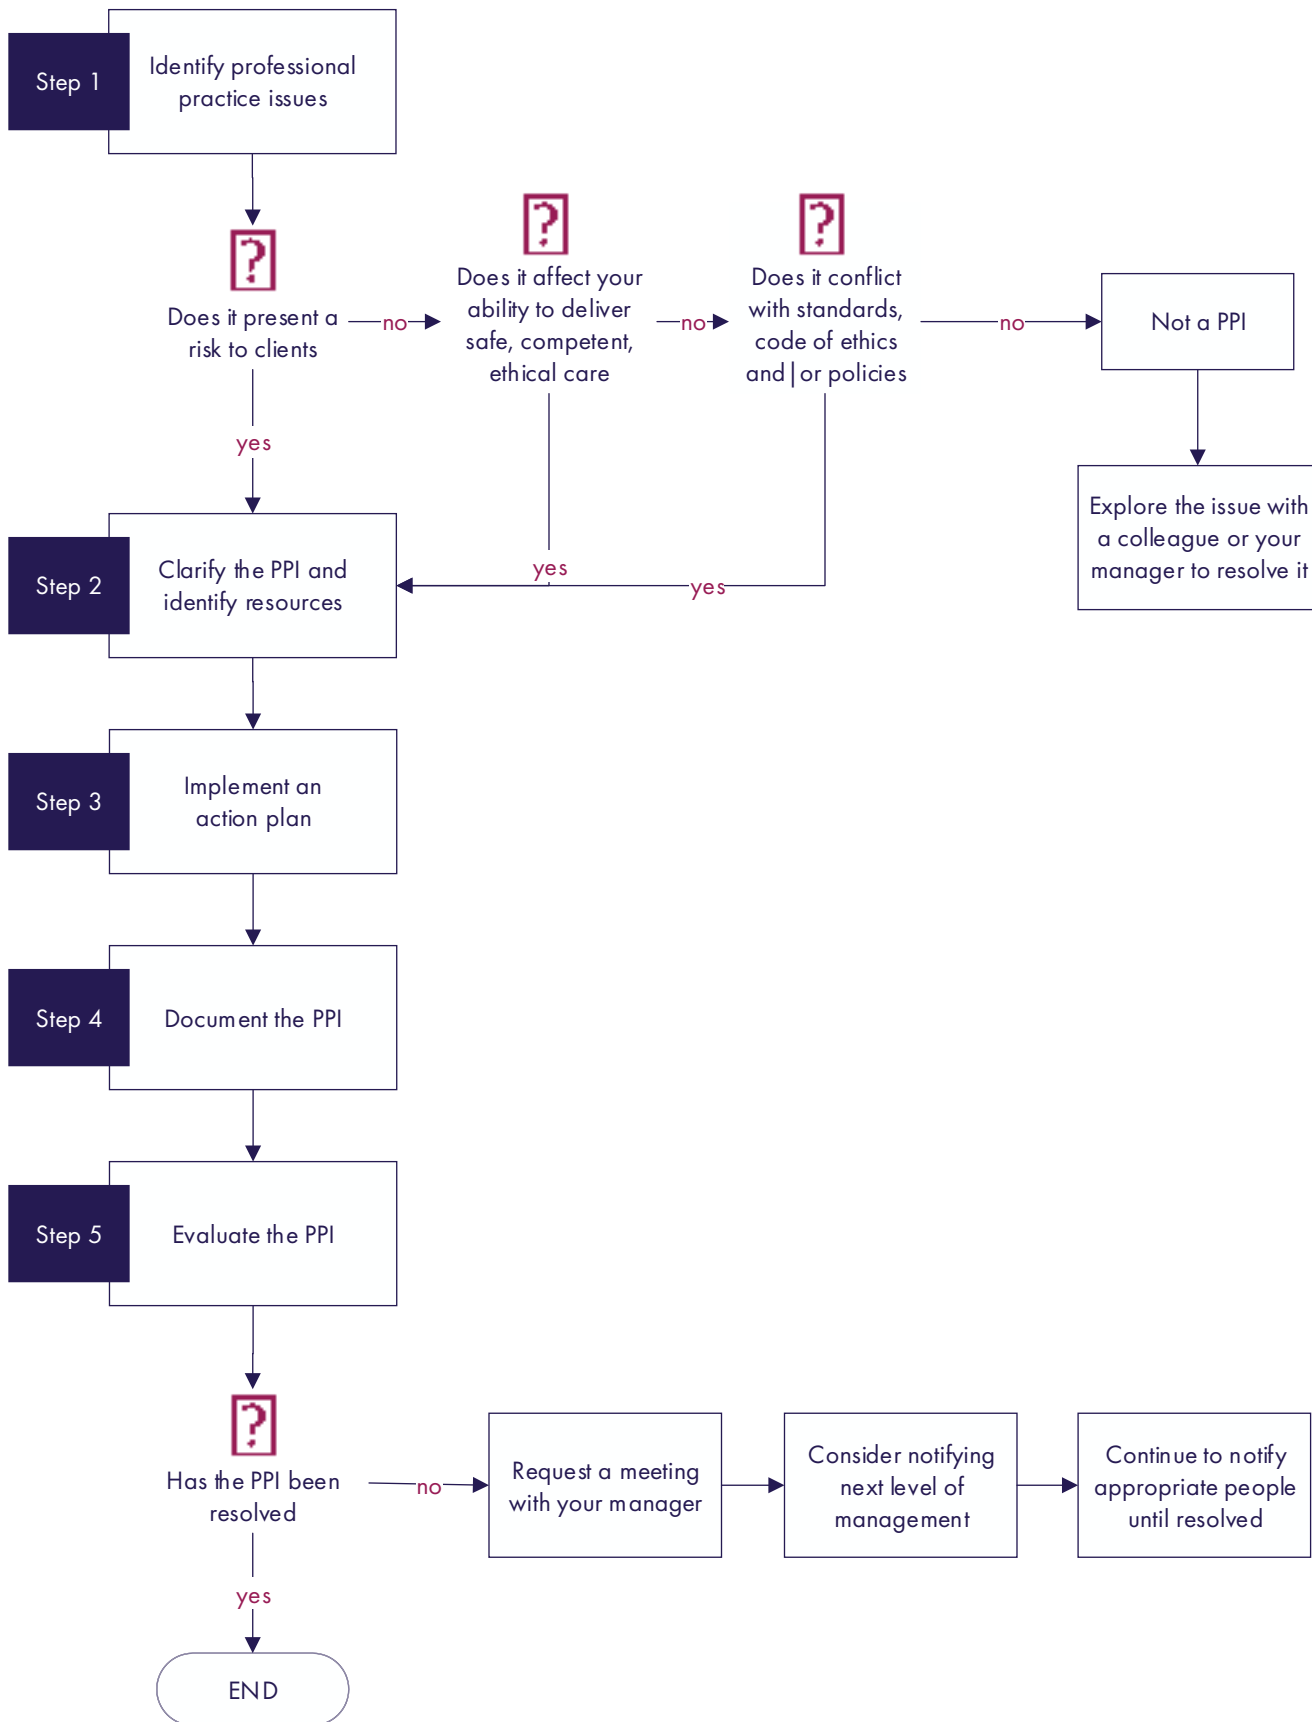 Step 1
Identify professional
practice issues
?
Does it present a
risk to clients
no
?
Does it affect your
ability to deliver
safe, competent,
ethical care
no
?
Does it conflict
with standards,
code of ethics
and|or policies
no
Not a PPI
yes
Explore the issue with
a colleague or your
manager to resolve it
Step 2
Clarify the PPI and
identify resources
yes
yes
Step 3
Implement an
action plan
Step 4
Document the PPI
Step 5
Evaluate the PPI
?
Has the PPI been
resolved
no
Request a meeting
with your manager
Consider notifying
next level of
management
Continue to notify
appropriate people
until resolved
yes
END